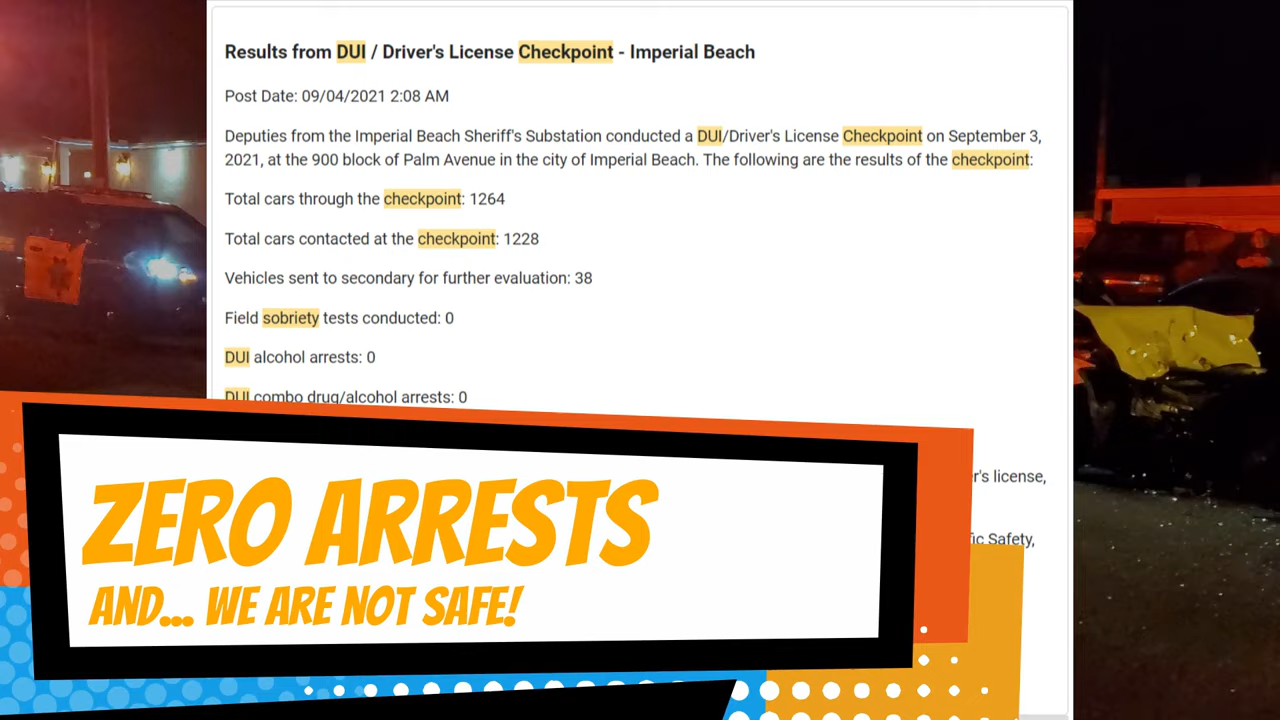 Results from DUI / Driver's License Checkpoint - Imperial Beach
Post Date: 09/04/2021 2:08 AM
Deputies from the Imperial Beach Sheriff's Substation conducted a DUI/Driver's License Checkpoint on September 3,
2021, at the 900 block of Palm Avenue in the city of Imperial Beach. The following are the results of the checkpoint:
Total cars through the checkpoint: 1264
Total cars contacted at the checkpoint: 1228
Vehicles sent to secondary for further evaluation: 38
Field sobriety tests conducted: 0
DUI alcohol arrests: 0
DUI combo drug/alcohol arrests: 0
license,
Safety,
ZERO ARRESTS
AND... WE ARE NOT SAFE!